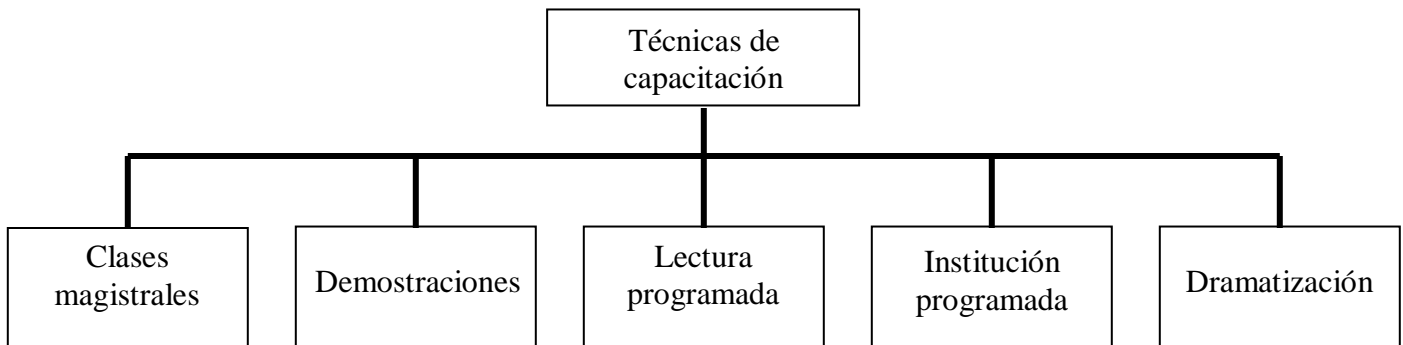 Técnicas de
capacitación
Clases
magistrales
Demostraciones
Lectura
programada
Institución
programada
Dramatización